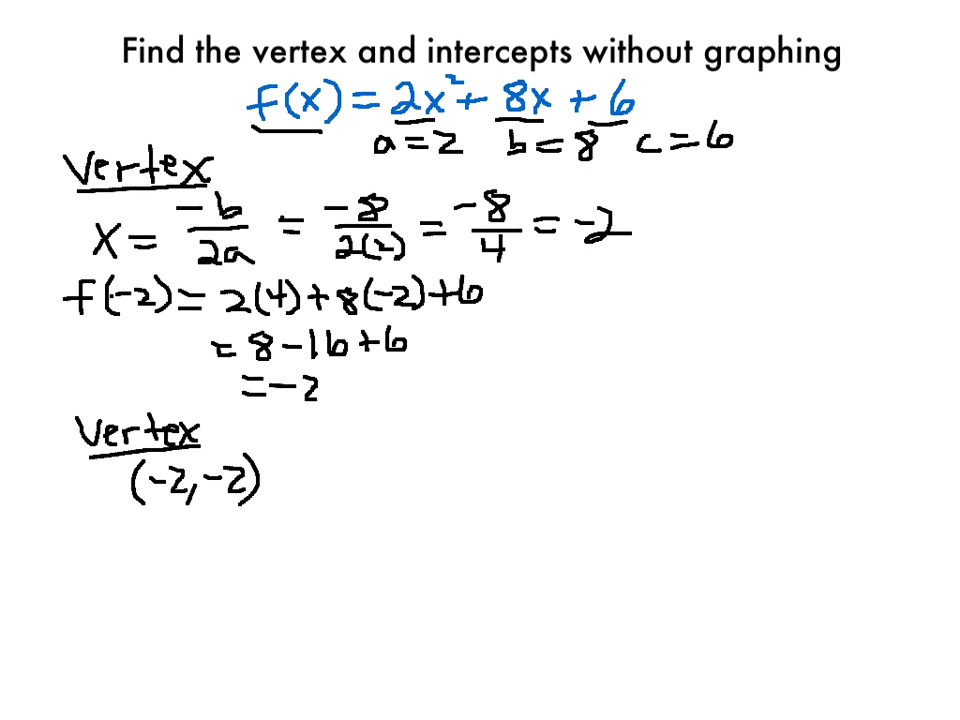 Find the vertex and intercepts without graphing
f(x) = 2x² + 8x + 6
a = 2 b = 8 c = 6
Vertex
x = -b/2a = -8/2(2) = -8/4 = -2
f(-2) = 2(4) + 8(-2) + 6
= 8 - 16 + 6
= -2
Vertex
(-2, -2)